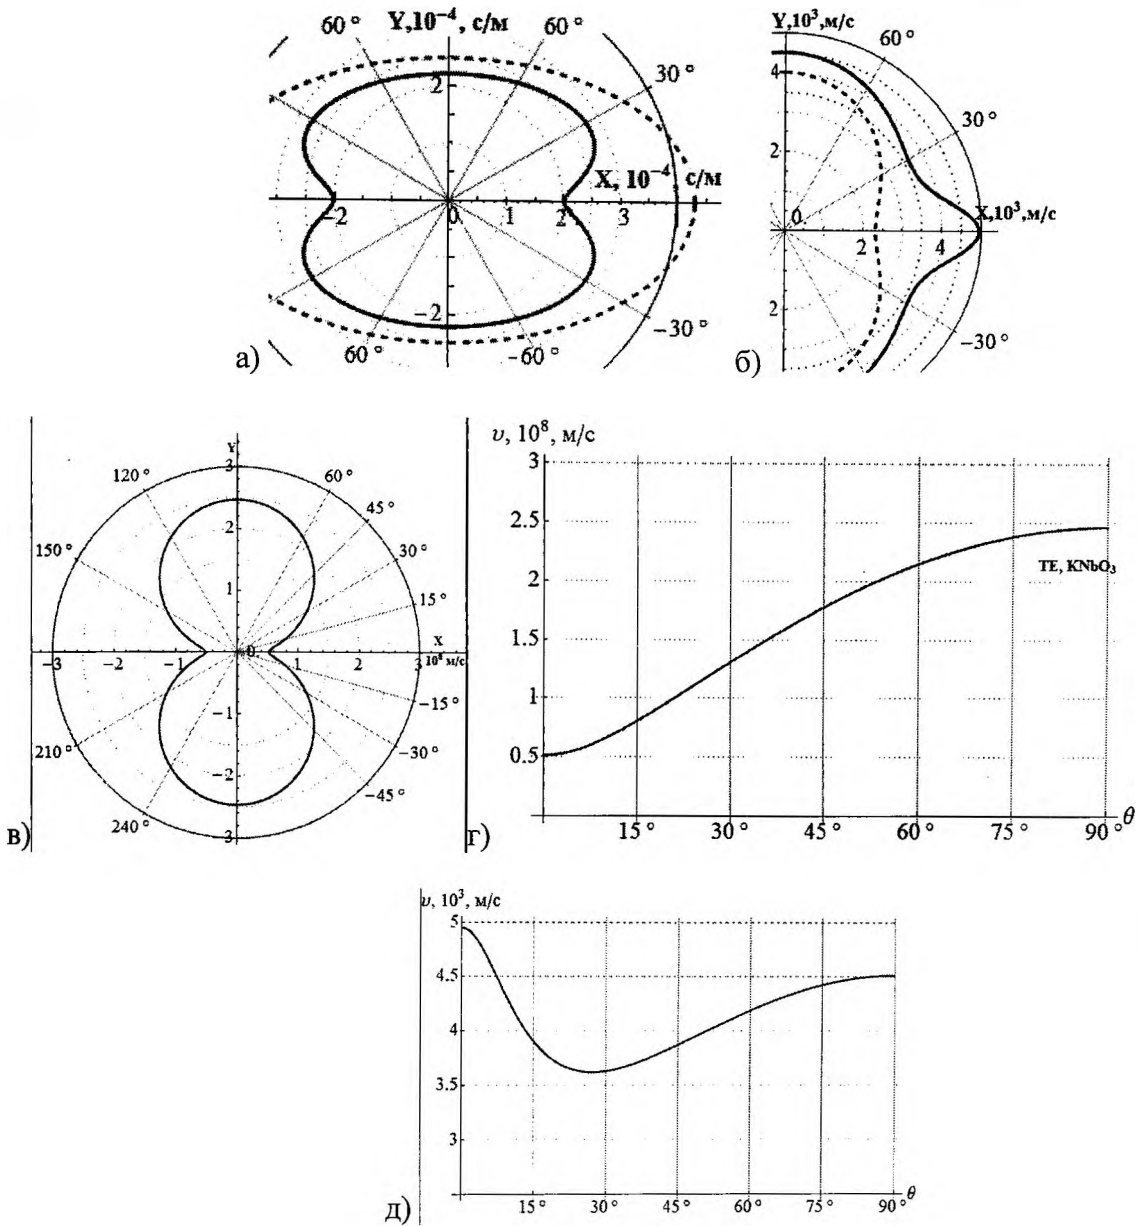 60 ° Y,10⁻⁴, с/м 60 °
30 °
2
X, 10⁻⁴ с/м
−2 0. 1 2 3
−2
60 ° −60 ° −30 °
а)
Y,10³,м/с
60 °
4
30 °
2
0. X,10³,м/с
2 4
2
−30 °
б)
Y
3
120 ° 60 °
2 45 °
150 ° 30 °
1 15 °
X
−3 −2 −1 0. 1 2 3 10⁸ м/с
−15 °
−1
210 ° −30 °
−2 −45 °
240 °
3
в)
υ, 10⁸, м/с
3
2.5
2
TE, KNbO₃
1.5
1
0.5
15 ° 30 ° 45 ° 60 ° 75 ° 90 ° θ
г)
υ, 10³, м/с
5
4.5
4
3.5
3
15 ° 30 ° 45 ° 60 ° 75 ° 90 ° θ
д)